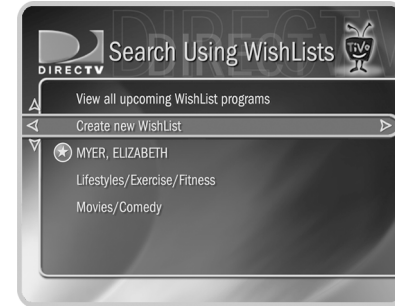 DIRECTV
Search Using WishLists
TiVo
View all upcoming WishList programs
Create new WishList
MYER, ELIZABETH
Lifestyles/Exercise/Fitness
Movies/Comedy